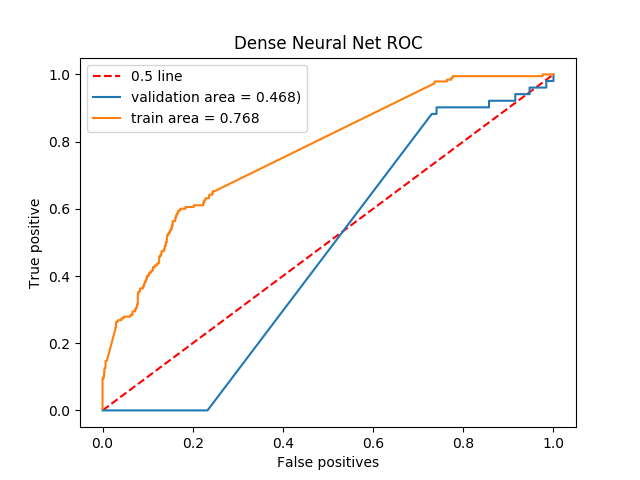 Dense Neural Net ROC
0.5 line
validation area = 0.468)
train area = 0.768
True positive
1.0
0.8
0.6
0.4
0.2
0.0
0.0 0.2 0.4 0.6 0.8 1.0
False positives